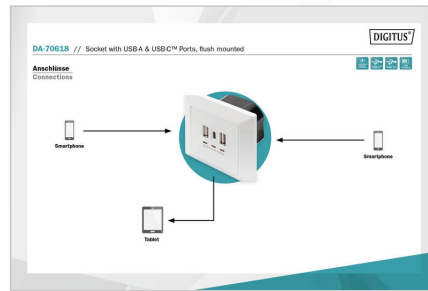 DIGITUS®
DA-70618 // Socket with USB-A & USB-C™ Ports, flush mounted
Anschlüsse
Connections
Smartphone
Smartphone
Tablet